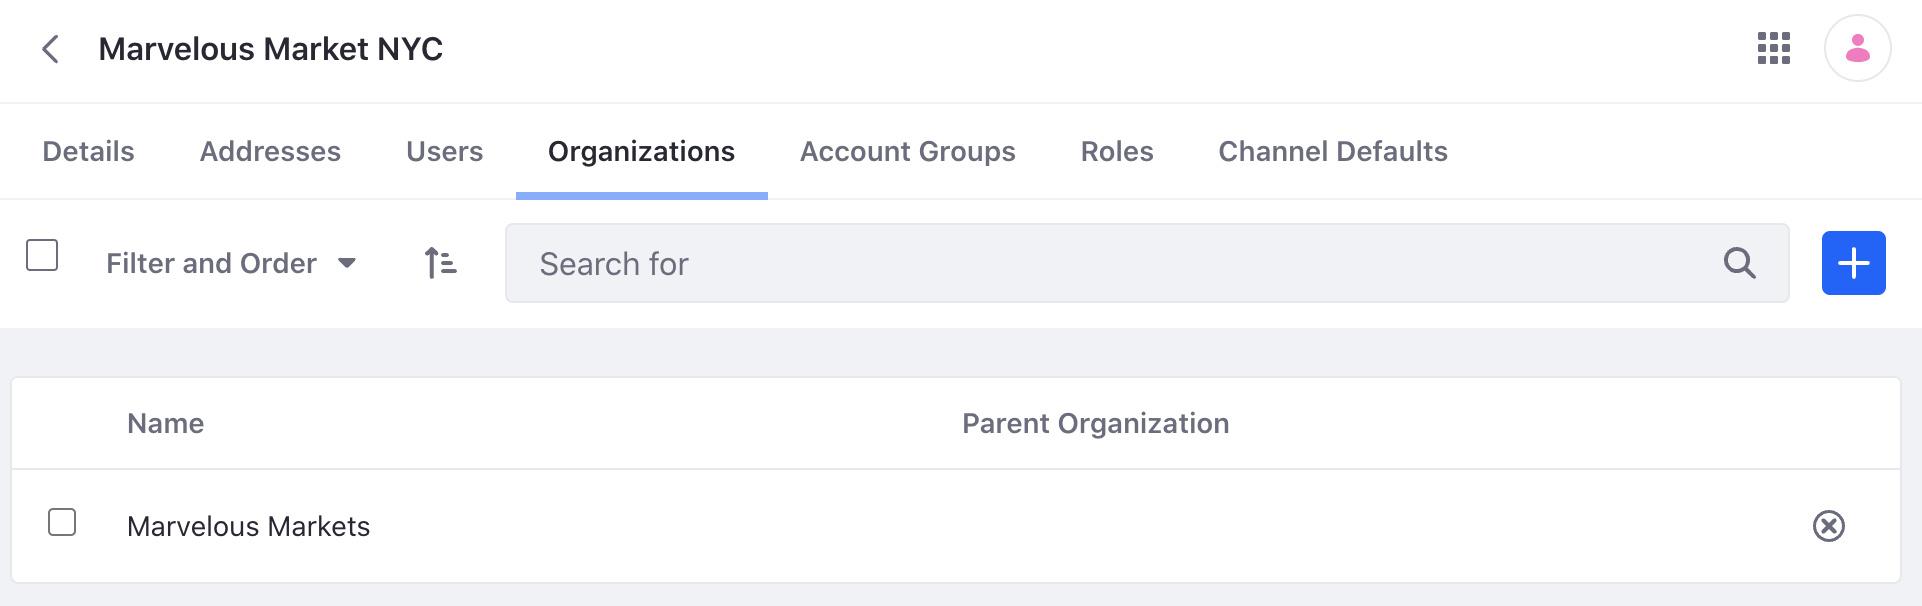 Marvelous Market NYC
Details Addresses Users Organizations Account Groups Roles Channel Defaults
Filter and Order Search for
Name Parent Organization
Marvelous Markets